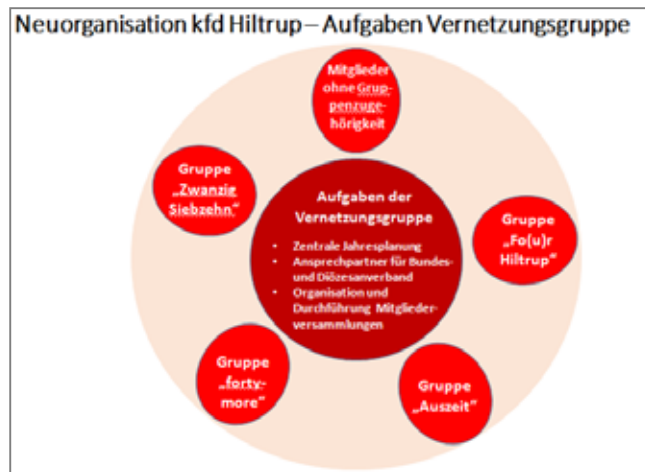 Neuorganisation kfd Hiltrup – Aufgaben Vernetzungsgruppe
Mitglieder
ohne Grup-
penzuge-
hörigkeit
Gruppe
„Zwanzig
Siebzehn“
Aufgaben der
Vernetzungsgruppe
• Zentrale Jahresplanung
• Ansprechpartner für Bundes-
und Diözesanverband
• Organisation und
Durchführung Mitglieder-
versammlungen
Gruppe
„Fo[u]r
Hiltrup“
Gruppe
„forty-
more“
Gruppe
„Auszeit“